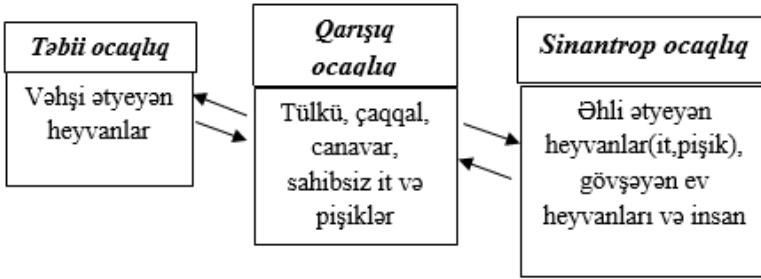 Təbii ocaqlıq
Vəhşi ətyeyən
heyvanlar
Qarışıq
ocaqlıq
Tülkü, çaqqal,
canavar,
sahibsiz it və
pişiklər
Sinantrop ocaqlıq
Əhli ətyeyən
heyvanlar(it,pişik),
gövşəyən ev
heyvanları və insan